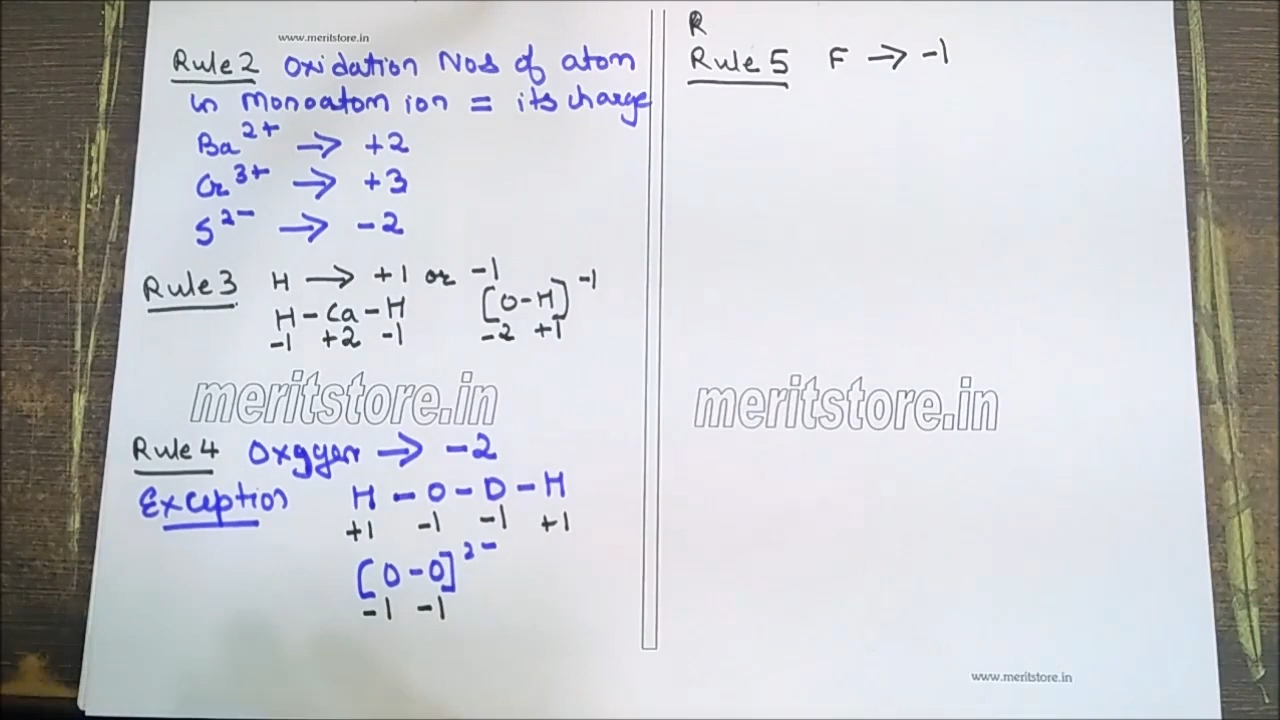 www.meritstore.in
Rule 2 Oxidation Nos of atom
in monoatom ion = its charge
Ba2+ → +2
Cr3+ → +3
S2- → -2
Rule 3 H → +1 or -1
H - Ca - H [O-H]-1
-1 +2 -1 -2 +1
meritstore.in
Rule 4 Oxygen → -2
Exception H - O - O - H
+1 -1 -1 +1
[O-O]2-
-1 -1
R
Rule 5 F → -1
meritstore.in
www.meritstore.in